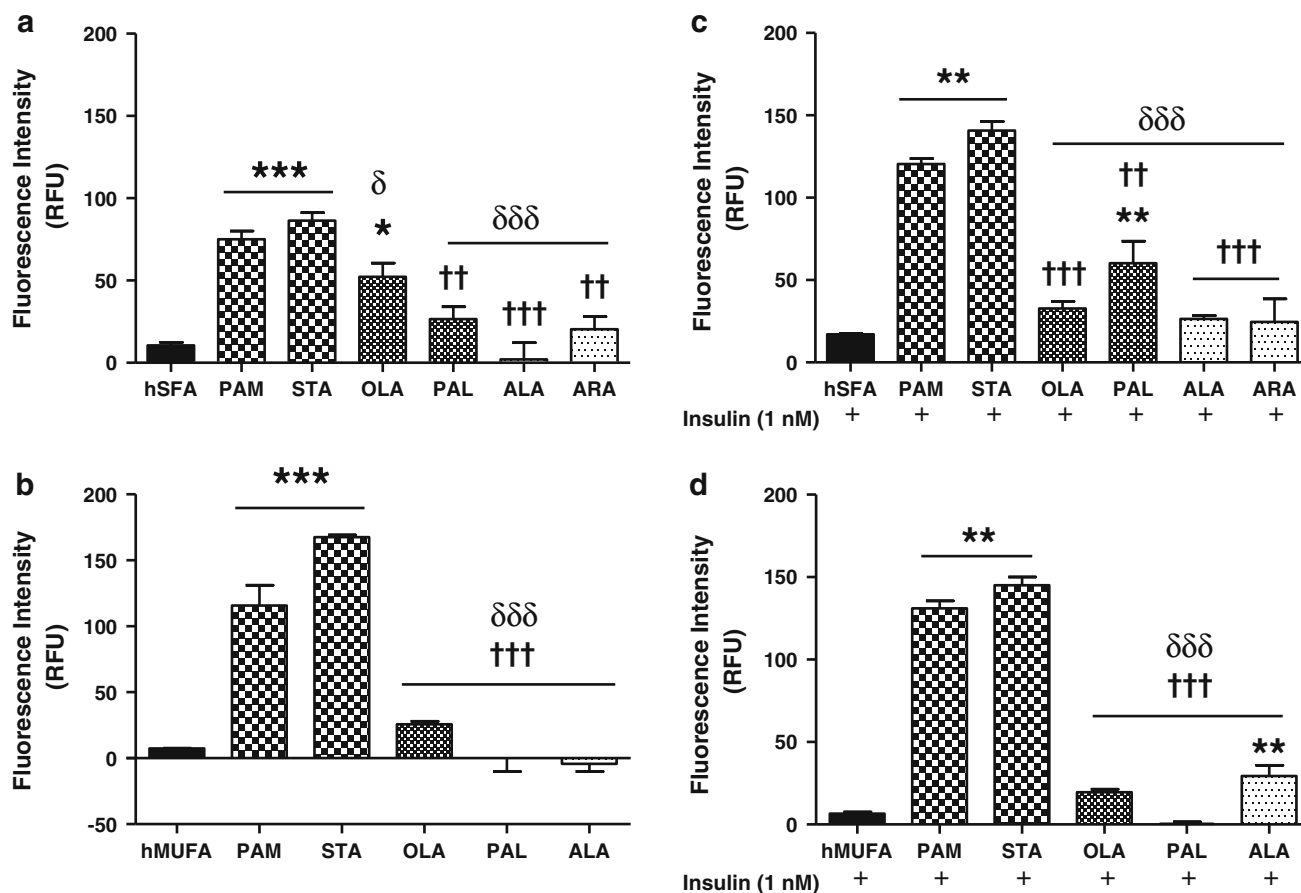 a
Fluorescence Intensity
(RFU)
200
150
100
50
0
***
δ
*
δδδ
††
†††
††
hSFA PAM STA OLA PAL ALA ARA
c
Fluorescence Intensity
(RFU)
200
150
100
50
0
**
δδδ
††
**
†††
†††
hSFA PAM STA OLA PAL ALA ARA
Insulin (1 nM) + + + + + + +
b
Fluorescence Intensity
(RFU)
200
150
100
50
0
-50
***
δδδ
†††
hMUFA PAM STA OLA PAL ALA
d
Fluorescence Intensity
(RFU)
200
150
100
50
0
**
δδδ
†††
**
hMUFA PAM STA OLA PAL ALA
Insulin (1 nM) + + + + + +